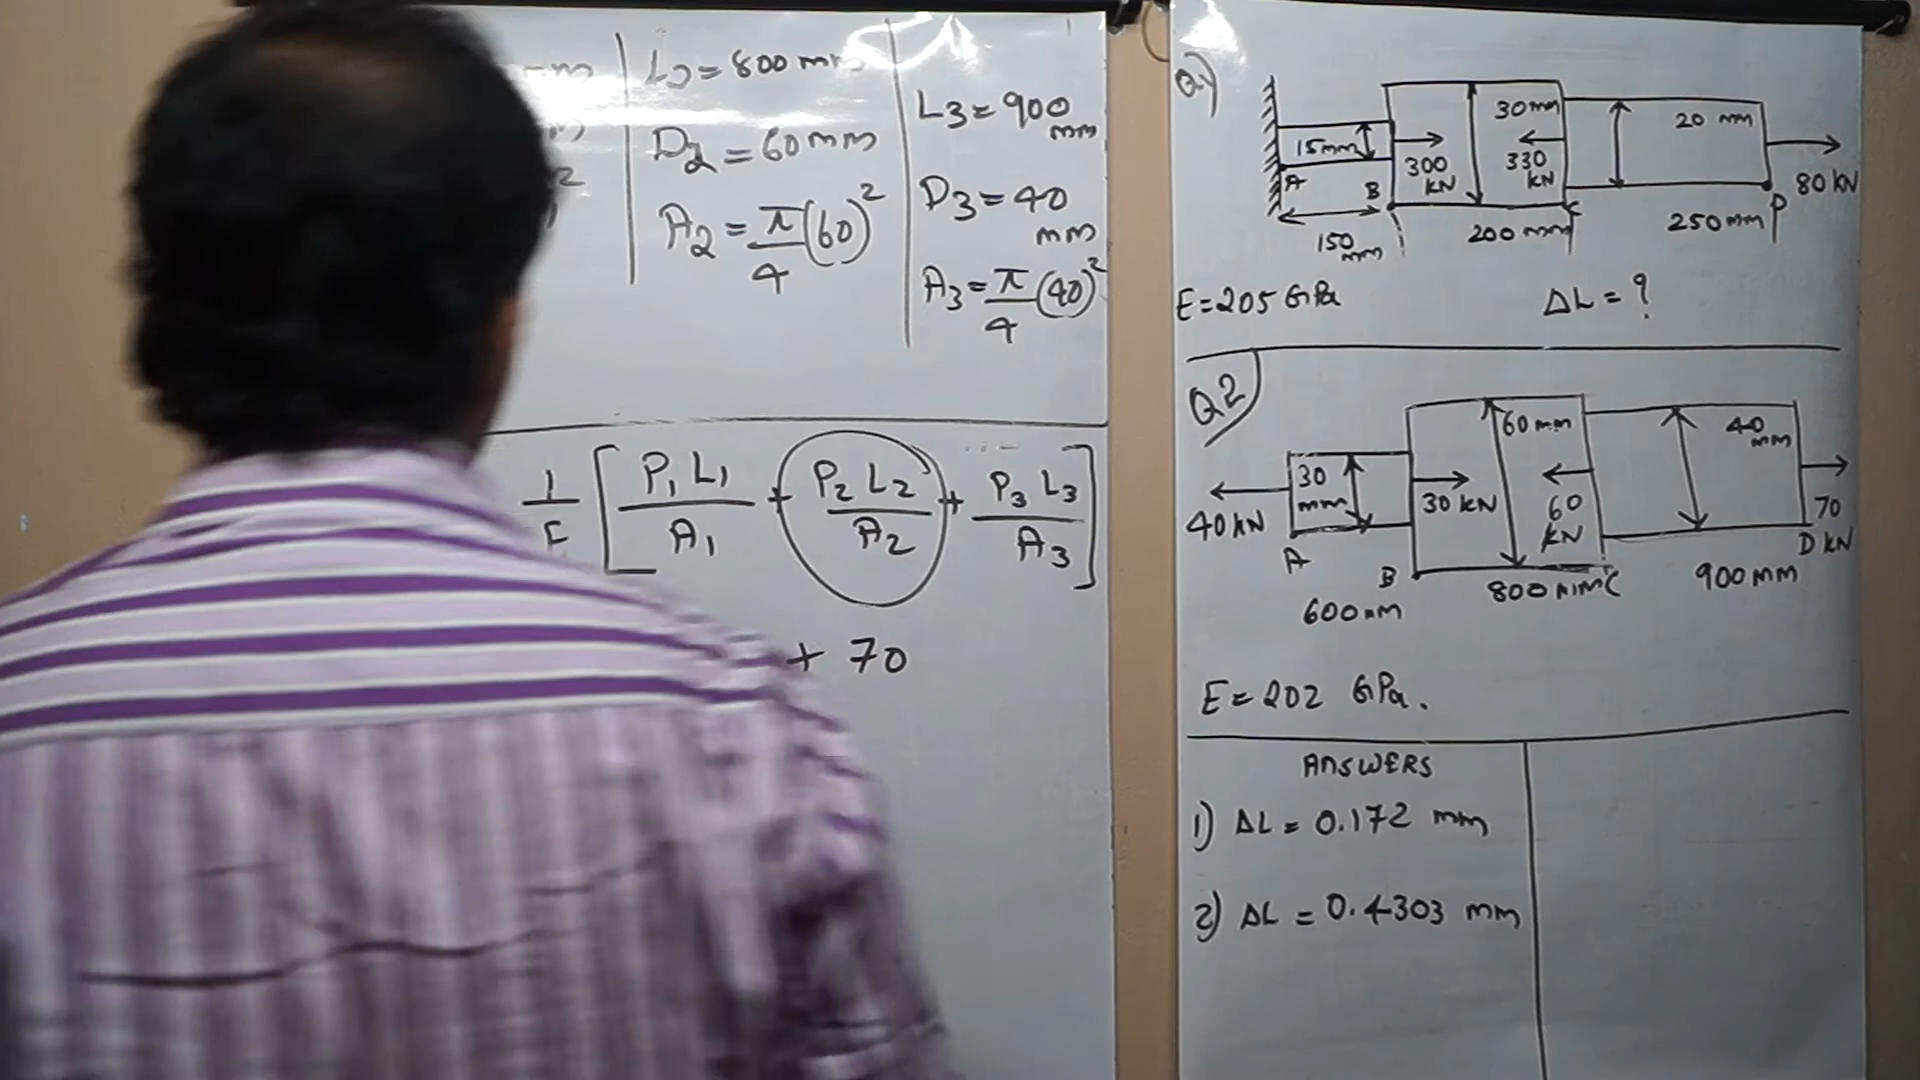 L2 = 800 mm
D2 = 60 mm
A2 = π/4 (60)²
L3 = 900 mm
D3 = 40 mm
A3 = π/4 (40)²
1/E [ P1 L1 / A1 + P2 L2 / A2 + P3 L3 / A3 ]
+ 70
Q1)
15mm
A
B
150 mm
300 kN
30mm
330 kN
C
200 mm
20 mm
80 kN
250 mm
E = 205 GPa
ΔL = ?
Q2)
40 kN
30 mm
A
B
600 mm
30 kN
60 mm
60 kN
800 mm
C
40 mm
70 kN
D
900 mm
E = 202 GPa.
ANSWERS
1) ΔL = 0.172 mm
2) ΔL = 0.4303 mm